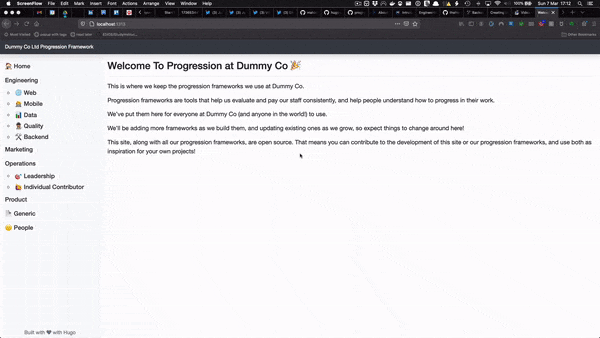 ScreenFlow File Edit Mark Insert Font Actions Arrange View Window Help
100% Sun 7 Mar 17:12
localhost:1313
Other Bookmarks
Dummy Co Ltd Progression Framework
Home
Engineering
Web
Mobile
Data
Quality
Backend
Marketing
Operations
Leadership
Individual Contributor
Product
Generic
People
Built with 🖤 with Hugo
Welcome To Progression at Dummy Co 🎉
This is where we keep the progression frameworks we use at Dummy Co.
Progression frameworks are tools that help us evaluate and pay our staff consistently, and help people understand how to progress in their work.
We've put them here for everyone at Dummy Co (and anyone in the world!) to use.
We'll be adding more frameworks as we build them, and updating existing ones as we grow, so expect things to change around here!
This site, along with all our progression frameworks, are open source. That means you can contribute to the development of this site or our progression frameworks, and use both as
inspiration for your own projects!